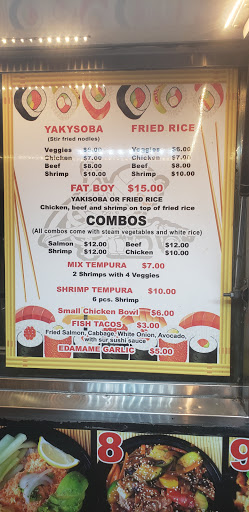 YAKYSOBA FRIED RICE
(Stir fried noodles)
Veggies $6.00 Veggies $6.00
Chicken $7.00 Chicken $7.00
Beef $8.00 Beef $8.00
Shrimp $10.00 Shrimp $10.00
FAT BOY $15.00
YAKISOBA OR FRIED RICE
Chicken, beef and shrimp on top of fried rice
COMBOS
(All combos come with steam vegetables and white rice)
Salmon $12.00 Beef $12.00
Shrimp $12.00 Chicken $10.00
MIX TEMPURA $7.00
2 Shrimps with 4 Veggies
SHRIMP TEMPURA $10.00
6 pcs. Shrimp
Small Chicken Bowl $6.00
FISH TACOS $3.00
Fried Salmon, Cabbage, White Onion, Avocado,
"with sur sushi sauce"
EDAMAME GARLIC $5.00
8 9